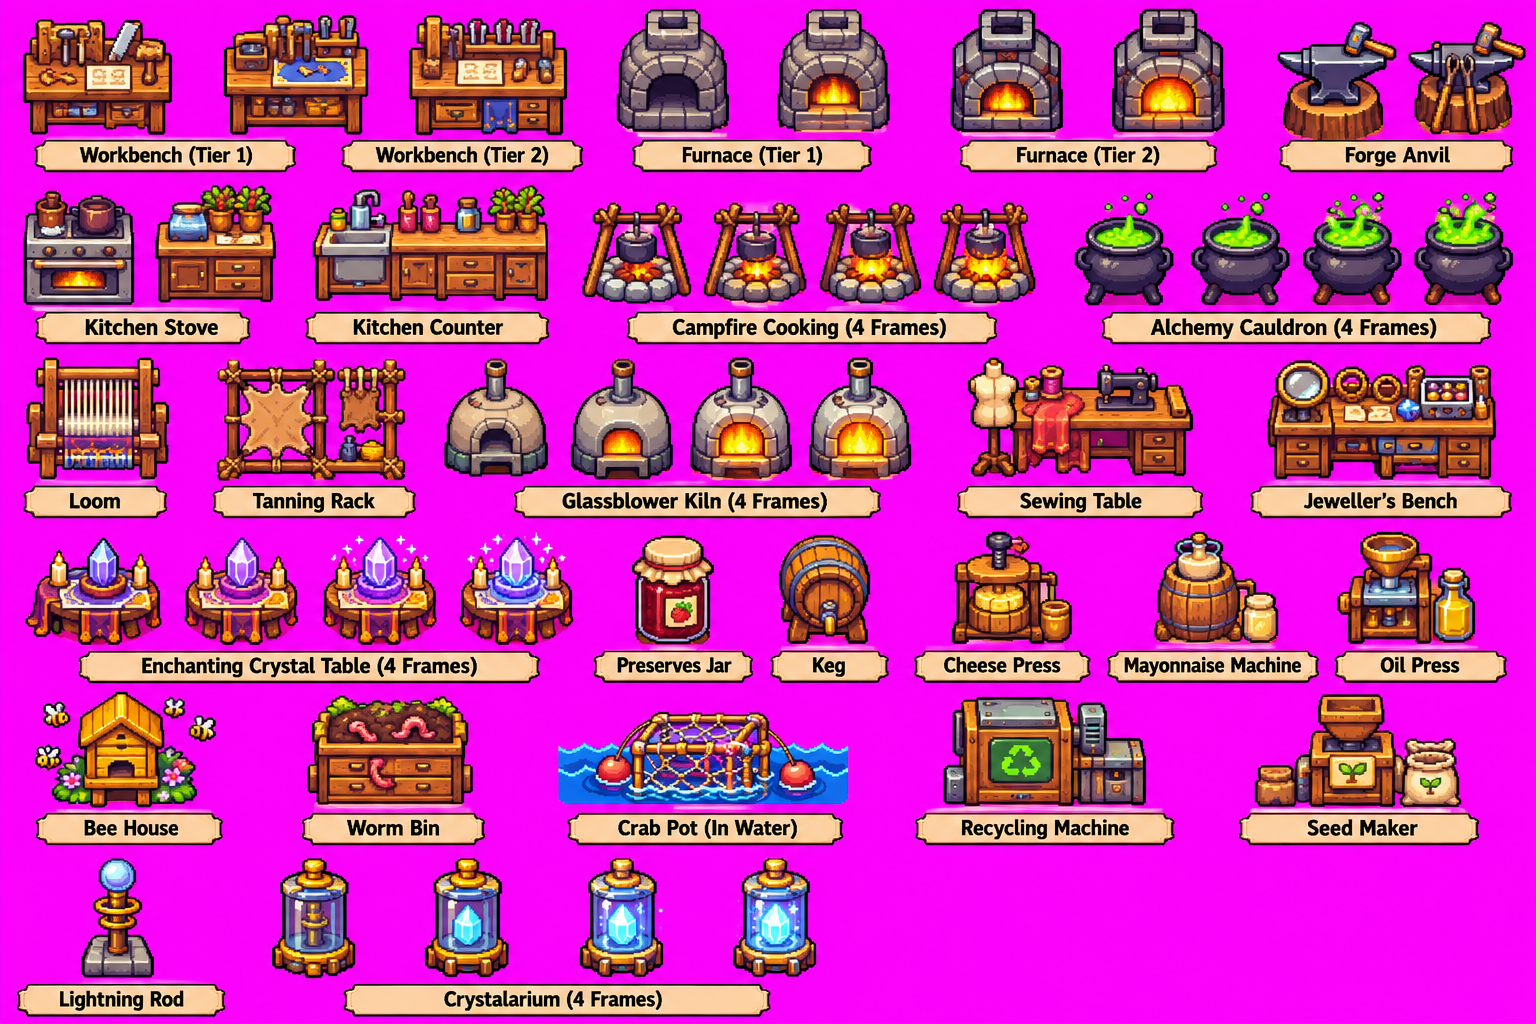 Workbench (Tier 1)
Workbench (Tier 2)
Furnace (Tier 1)
Furnace (Tier 2)
Forge Anvil
Kitchen Stove
Kitchen Counter
Campfire Cooking (4 Frames)
Alchemy Cauldron (4 Frames)
Loom
Tanning Rack
Glassblower Kiln (4 Frames)
Sewing Table
Jeweller's Bench
Enchanting Crystal Table (4 Frames)
Preserves Jar
Keg
Cheese Press
Mayonnaise Machine
Oil Press
Bee House
Worm Bin
Crab Pot (In Water)
Recycling Machine
Seed Maker
Lightning Rod
Crystalarium (4 Frames)